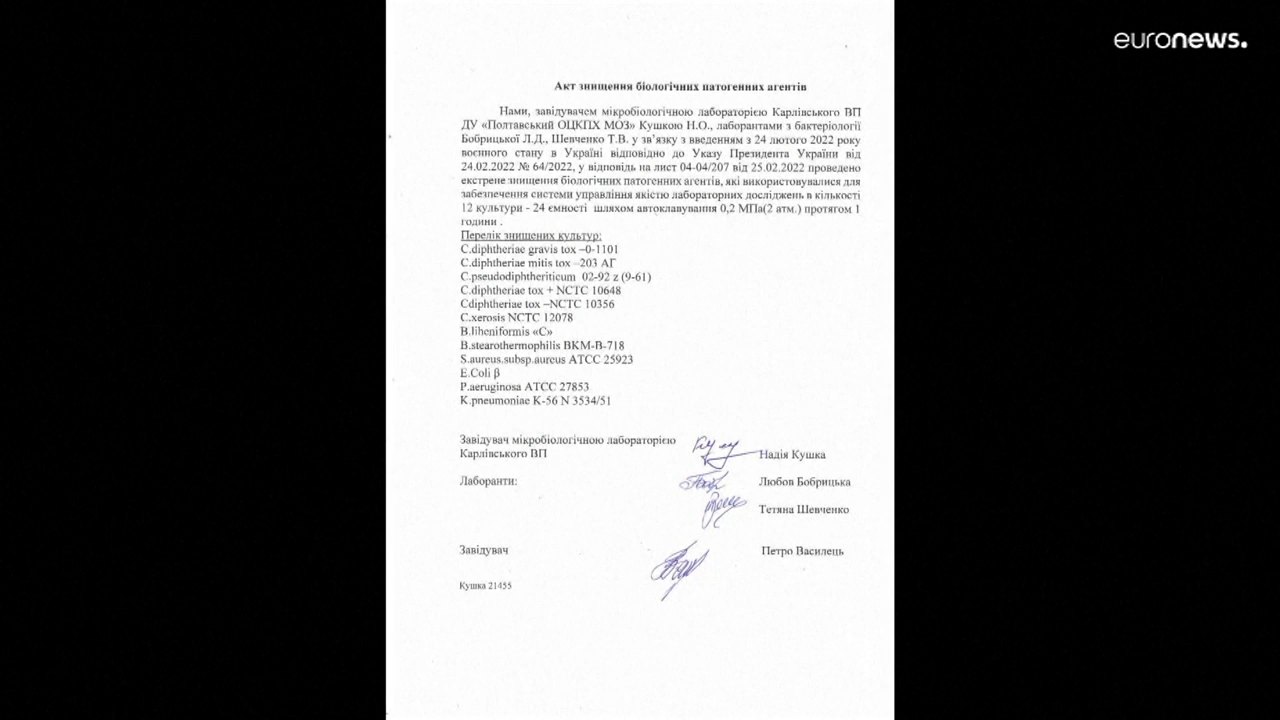 euronews.
Акт знищення біологічних патогенних агентів
Нами, завідувачем мікробіологічною лабораторією Карлівського ВП
ДУ «Полтавський ОЦКПХ МОЗ» Кушкою Н.О., лаборантами з бактеріології
Бобрицької Л.Д., Шевченко Т.В. у зв'язку з введенням з 24 лютого 2022 року
воєнного стану в Україні відповідно до Указу Президента України від
24.02.2022 № 64/2022, у відповідь на лист 04-04/207 від 25.02.2022 проведено
екстрене знищення біологічних патогенних агентів, які використовувалися для
забезпечення системи управління якістю лабораторних досліджень в кількості
12 культури - 24 ємності шляхом автоклавування 0,2 МПа(2 атм.) протягом 1
години .
Перелік знищених культур:
C.diphtheriae gravis tox –0-1101
C.diphtheriae mitis tox –203 АГ
C.pseudodiphtheriticum 02-92 z (9-61)
C.diphtheriae tox + NCTC 10648
Cdiphtheriae tox –NCTC 10356
C.xerosis NCTC 12078
B.liheniformis «С»
B.stearothermophilis BKM-B-718
S.aureus.subsp.aureus ATCC 25923
E.Coli β
P.aeruginosa ATCC 27853
K.pneumoniae K-56 N 3534/51
Завідувач мікробіологічною лабораторією
Карлівського ВП Надія Кушка
Лаборанти: Любов Бобрицька
Тетяна Шевченко
Завідувач Петро Василець
Кушка 21455